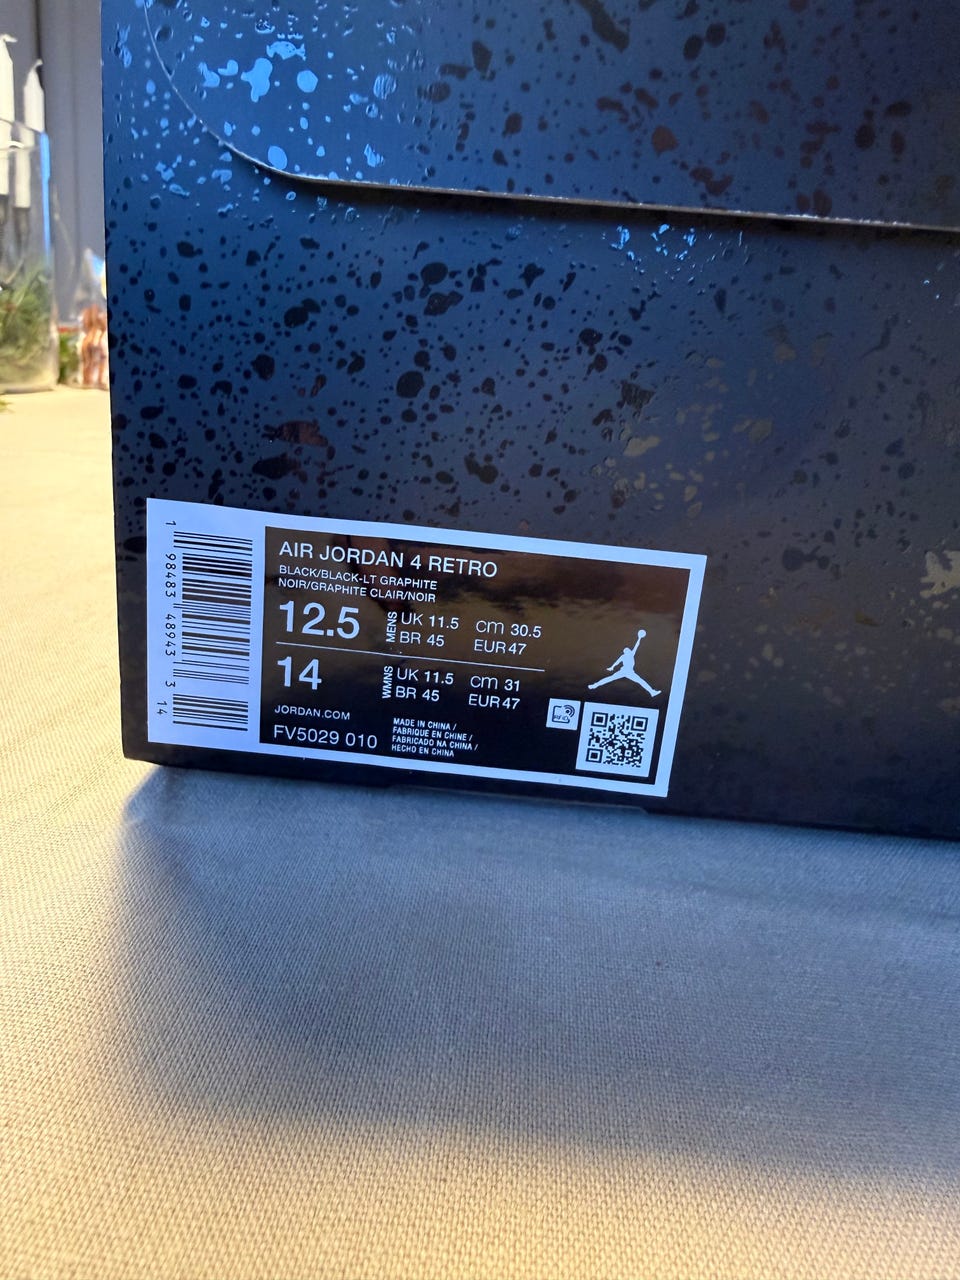 AIR JORDAN 4 RETRO
BLACK/BLACK-LT GRAPHITE
NOIR/GRAPHITE CLAIR/NOIR
12.5 MENS UK 11.5 cm 30.5
BR 45 EUR 47
14 WMNS UK 11.5 cm 31
BR 45 EUR 47
JORDAN.COM
FV5029 010
MADE IN CHINA /
FABRIQUE EN CHINE /
FABRICADO NA CHINA /
HECHO EN CHINA
RFID
1 98483 48943 3 14